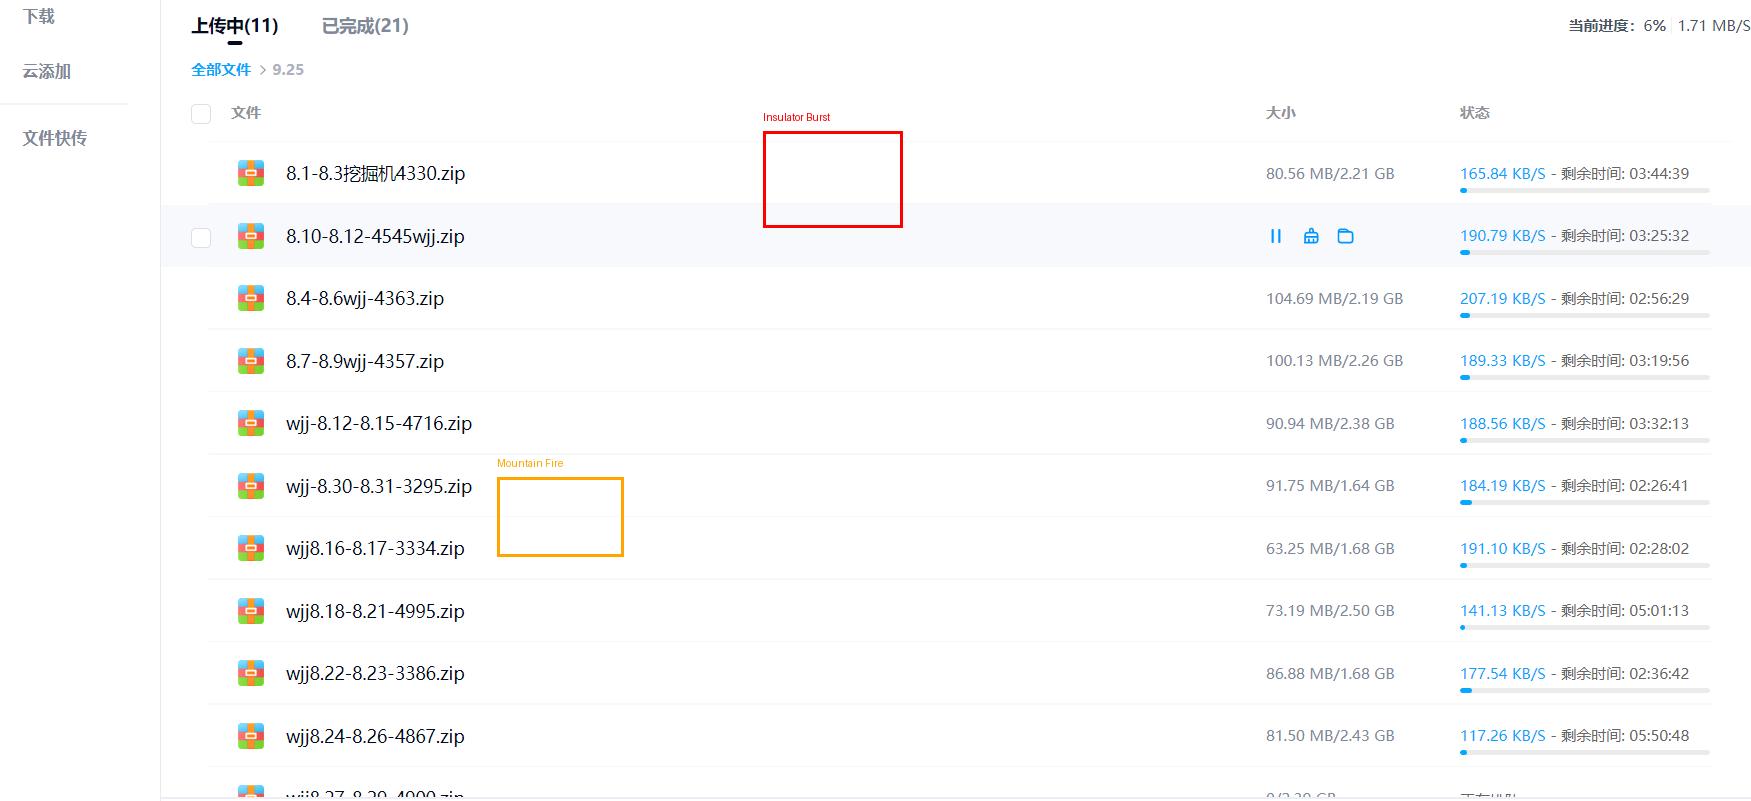 下载
云添加
文件快传
上传中(11) 已完成(21) 当前进度: 6% 1.71 MB/S
全部文件 > 9.25
文件 大小 状态
Insulator Burst
8.1-8.3挖掘机4330.zip 80.56 MB/2.21 GB 165.84 KB/S - 剩余时间: 03:44:39
8.10-8.12-4545wjj.zip 190.79 KB/S - 剩余时间: 03:25:32
8.4-8.6wjj-4363.zip 104.69 MB/2.19 GB 207.19 KB/S - 剩余时间: 02:56:29
8.7-8.9wjj-4357.zip 100.13 MB/2.26 GB 189.33 KB/S - 剩余时间: 03:19:56
wjj-8.12-8.15-4716.zip 90.94 MB/2.38 GB 188.56 KB/S - 剩余时间: 03:32:13
Mountain Fire
wjj-8.30-8.31-3295.zip 91.75 MB/1.64 GB 184.19 KB/S - 剩余时间: 02:26:41
wjj8.16-8.17-3334.zip 63.25 MB/1.68 GB 191.10 KB/S - 剩余时间: 02:28:02
wjj8.18-8.21-4995.zip 73.19 MB/2.50 GB 141.13 KB/S - 剩余时间: 05:01:13
wjj8.22-8.23-3386.zip 86.88 MB/1.68 GB 177.54 KB/S - 剩余时间: 02:36:42
wjj8.24-8.26-4867.zip 81.50 MB/2.43 GB 117.26 KB/S - 剩余时间: 05:50:48